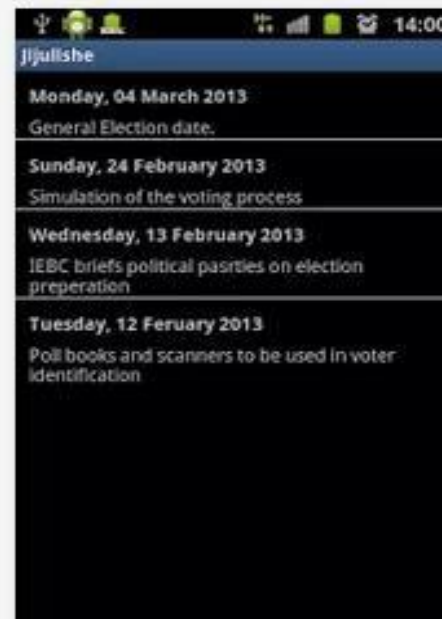 14:00
Jijulishe
Monday, 04 March 2013
General Election date.
Sunday, 24 February 2013
Simulation of the voting process
Wednesday, 13 February 2013
IEBC briefs political pasrties on election
preperation
Tuesday, 12 Feruary 2013
Poll books and scanners to be used in voter
identification